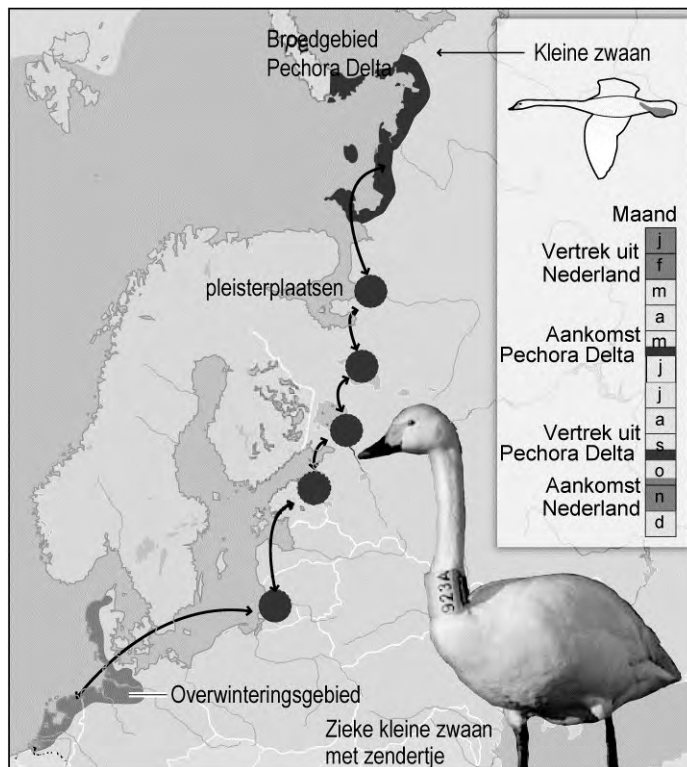 Broedgebied
Pechora Delta
Kleine zwaan
Maand
j
f
m
a
m
j
j
a
s
o
n
d
Vertrek uit
Nederland
Aankomst
Pechora Delta
Vertrek uit
Pechora Delta
Aankomst
Nederland
pleisterplaatsen
923A
Overwinteringsgebied
Zieke kleine zwaan
met zendertje